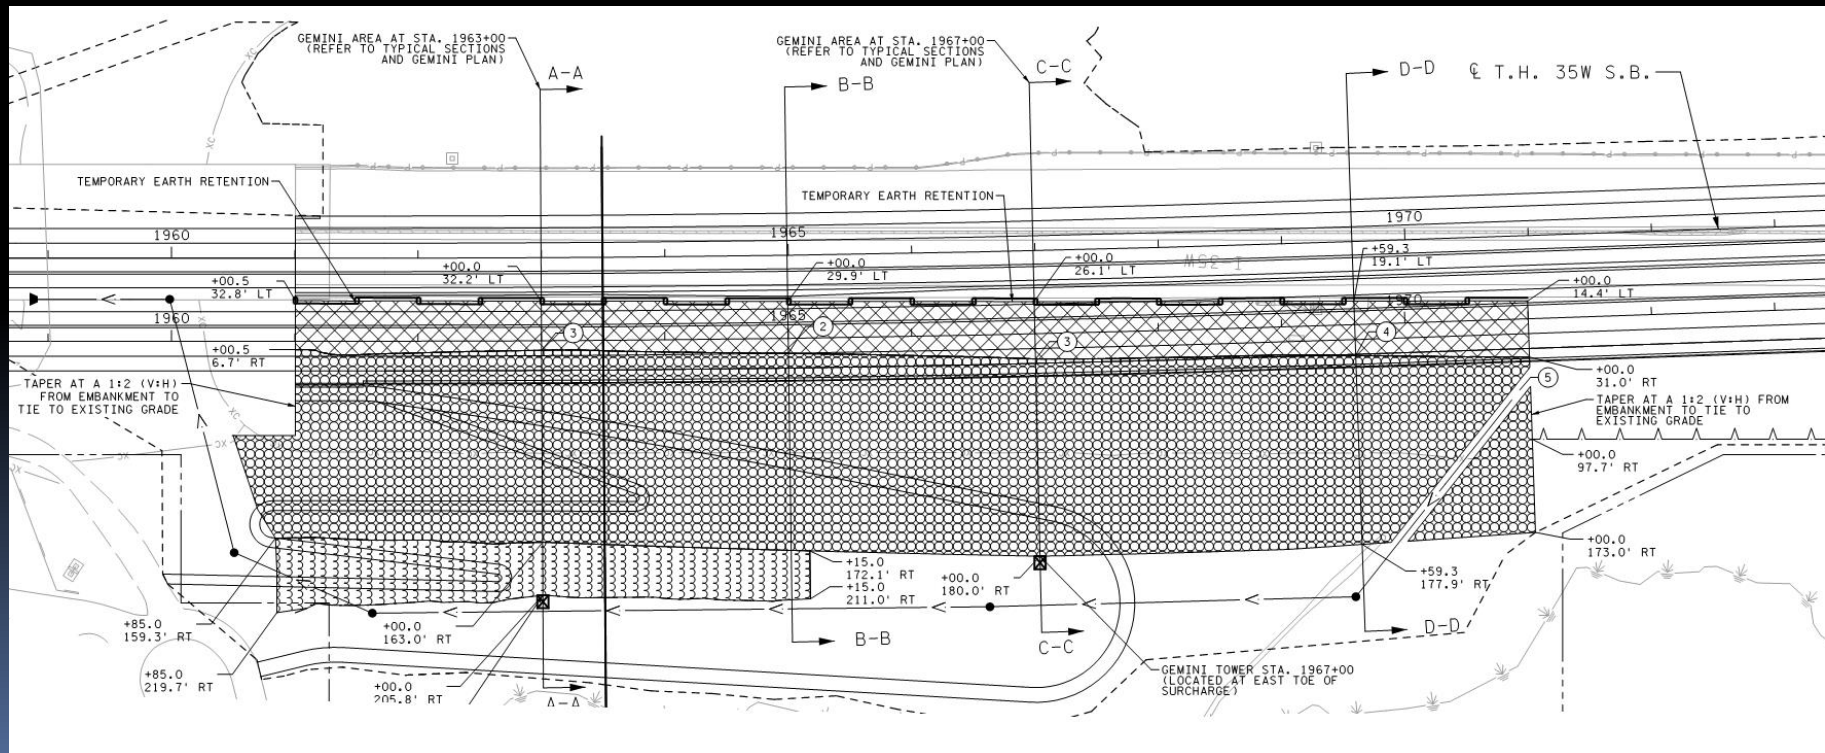 GEMINI AREA AT STA. 1963+00
(REFER TO TYPICAL SECTIONS
AND GEMINI PLAN)
A-A
B-B
GEMINI AREA AT STA. 1967+00
(REFER TO TYPICAL SECTIONS
AND GEMINI PLAN)
C-C
D-D
℄ T.H. 35W S.B.
XC
XC
TEMPORARY EARTH RETENTION
TEMPORARY EARTH RETENTION
1960
1965
1970
+00.5
32.8' LT
+00.0
32.2' LT
+00.0
29.9' LT
+00.0
26.1' LT
I-35W
+59.3
19.1' LT
+00.0
14.4' LT
1960
1965
1970
3
2
3
4
5
+00.5
6.7' RT
TAPER AT A 1:2 (V:H)
FROM EMBANKMENT TO
TIE TO EXISTING GRADE
XC
XC
XC
XC
+00.0
31.0' RT
TAPER AT A 1:2 (V:H) FROM
EMBANKMENT TO TIE TO
EXISTING GRADE
+00.0
97.7' RT
+00.0
173.0' RT
+15.0
172.1' RT
+15.0
211.0' RT
+00.0
180.0' RT
+59.3
177.9' RT
+85.0
159.3' RT
+00.0
163.0' RT
B-B
C-C
D-D
+85.0
219.7' RT
+00.0
205.8' RT
A-A
GEMINI TOWER STA. 1967+00
(LOCATED AT EAST TOE OF
SURCHARGE)